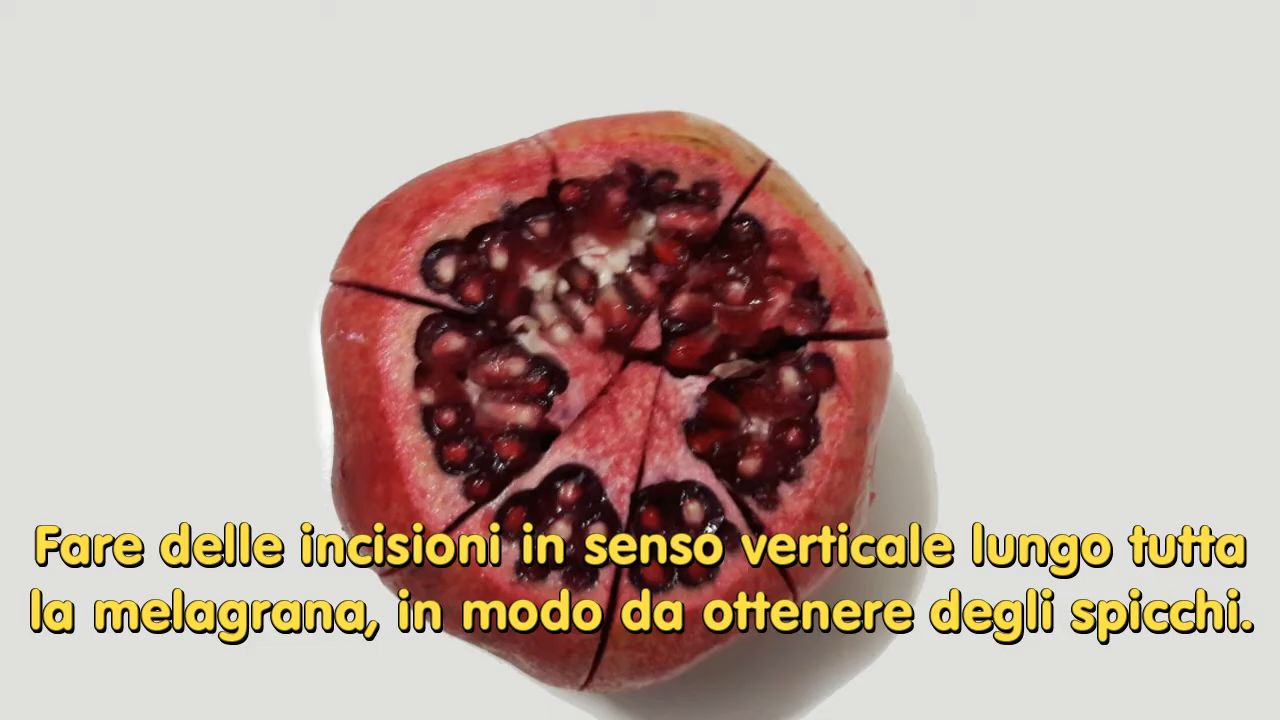 Fare delle incisioni in senso verticale lungo tutta
la melagrana, in modo da ottenere degli spicchi.